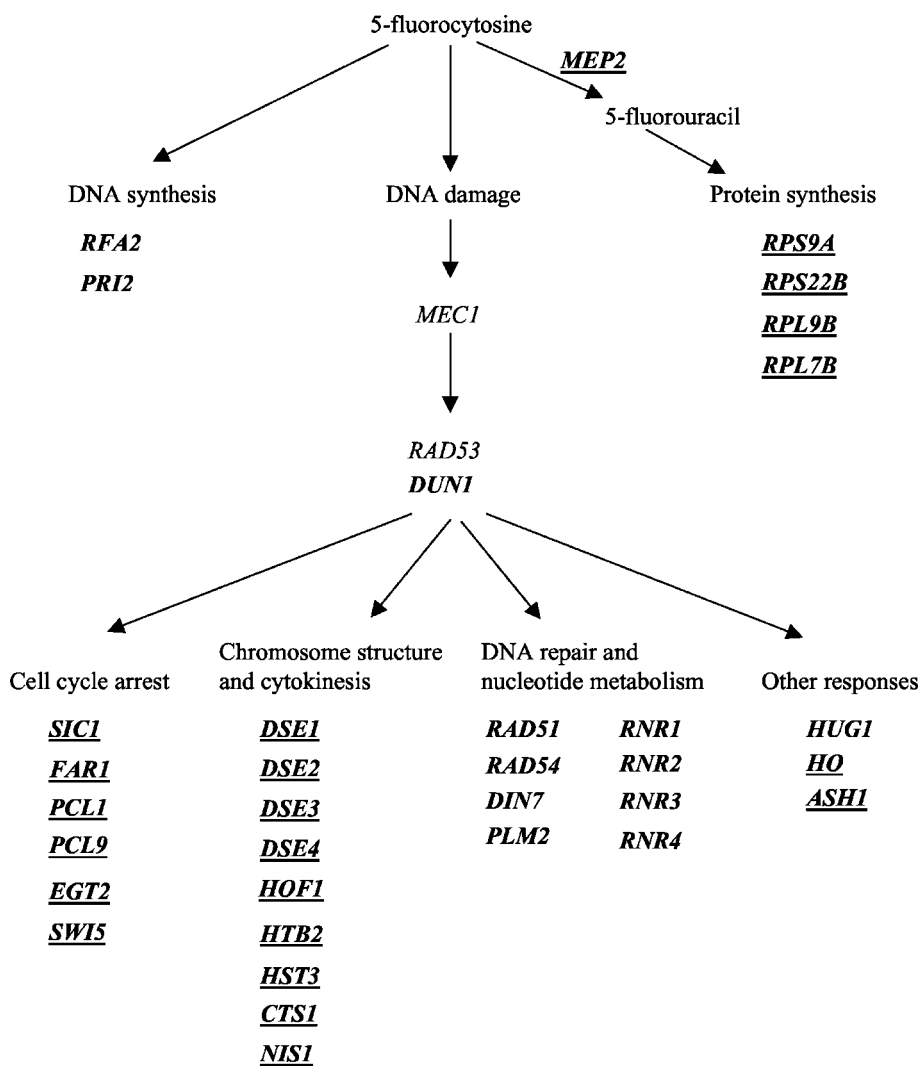 5-fluorocytosine
MEP2
5-fluorouracil
DNA synthesis
RFA2
PRI2
DNA damage
MEC1
RAD53
DUN1
Protein synthesis
RPS9A
RPS22B
RPL9B
RPL7B
Cell cycle arrest
SIC1
FAR1
PCL1
PCL9
EGT2
SWI5
Chromosome structure
and cytokinesis
DSE1
DSE2
DSE3
DSE4
HOF1
HTB2
HST3
CTS1
NIS1
DNA repair and
nucleotide metabolism
RAD51 RNR1
RAD54 RNR2
DIN7 RNR3
PLM2 RNR4
Other responses
HUG1
HO
ASH1